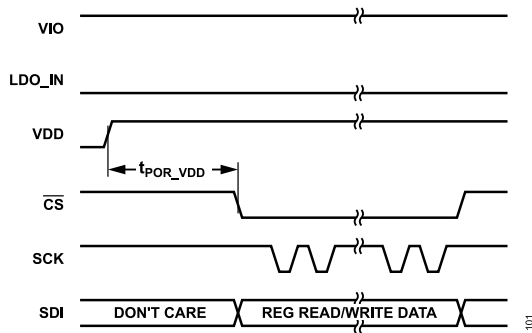 VIO
LDO_IN
VDD
tPOR_VDD
CS
SCK
SDI
DON'T CARE
REG READ/WRITE DATA
101